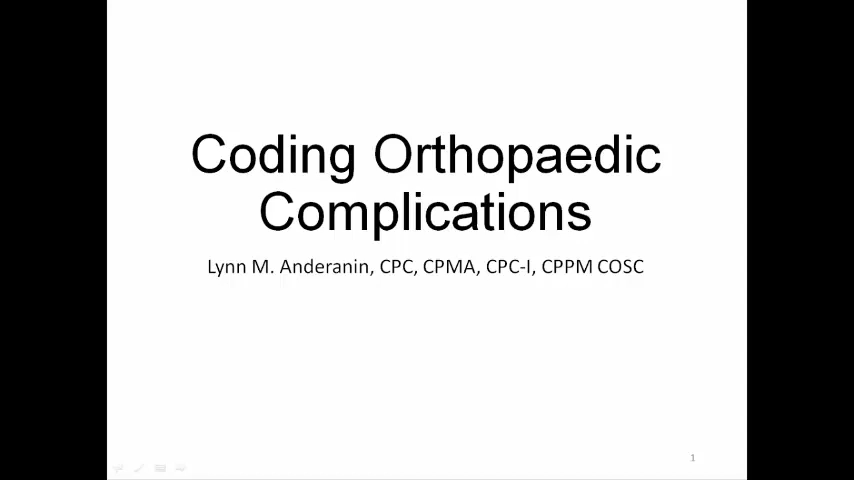 Coding Orthopaedic
Complications
Lynn M. Anderanin, CPC, CPMA, CPC-I, CPPM COSC
1